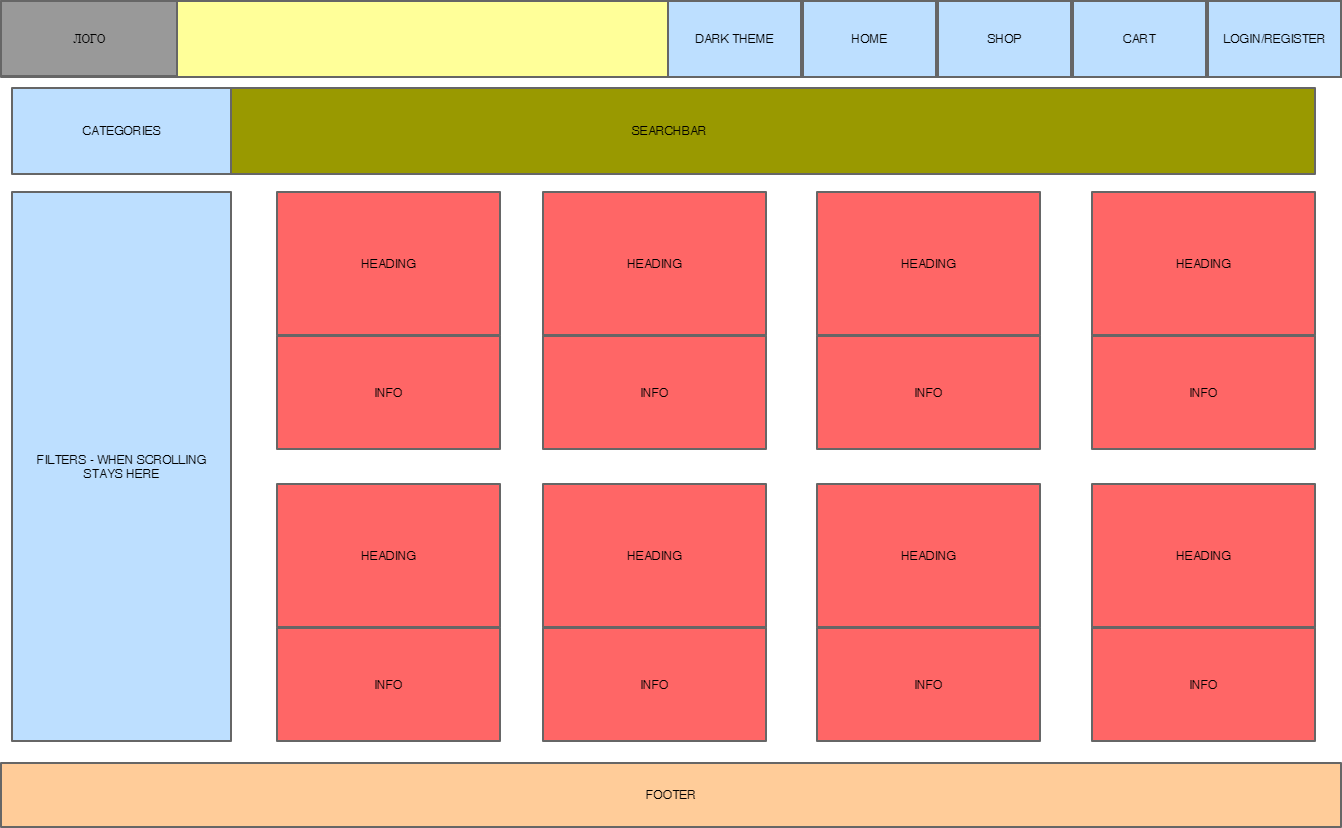 ЛОГО
DARK THEME
HOME
SHOP
CART
LOGIN/REGISTER
CATEGORIES
SEARCHBAR
FILTERS - WHEN SCROLLING
STAYS HERE
HEADING
HEADING
HEADING
HEADING
INFO
INFO
INFO
INFO
HEADING
HEADING
HEADING
HEADING
INFO
INFO
INFO
INFO
FOOTER